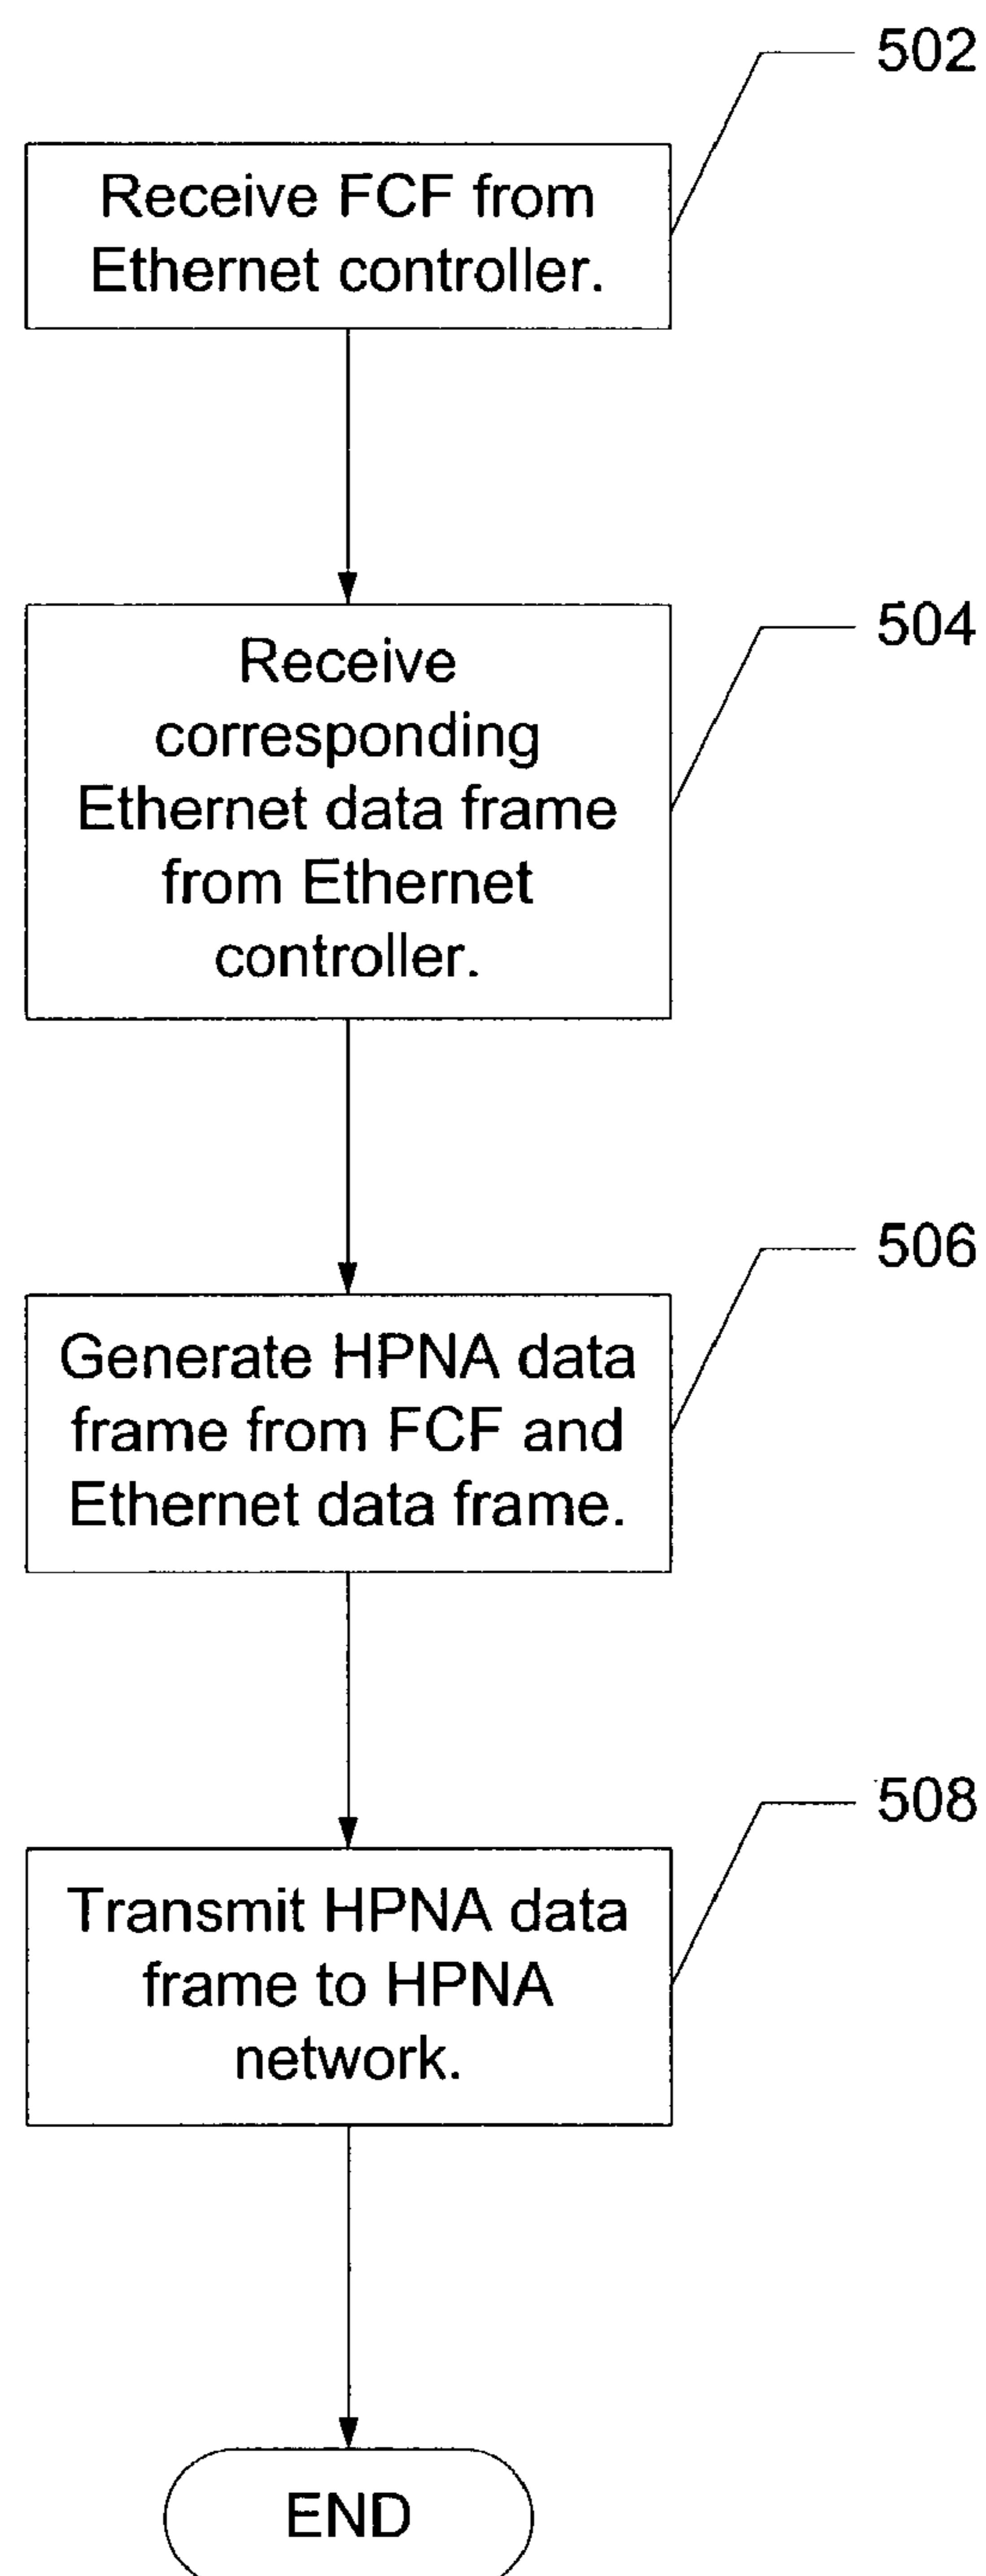 502
Receive FCF from
Ethernet controller.
504
Receive
corresponding
Ethernet data frame
from Ethernet
controller.
506
Generate HPNA data
frame from FCF and
Ethernet data frame.
508
Transmit HPNA data
frame to HPNA
network.
END